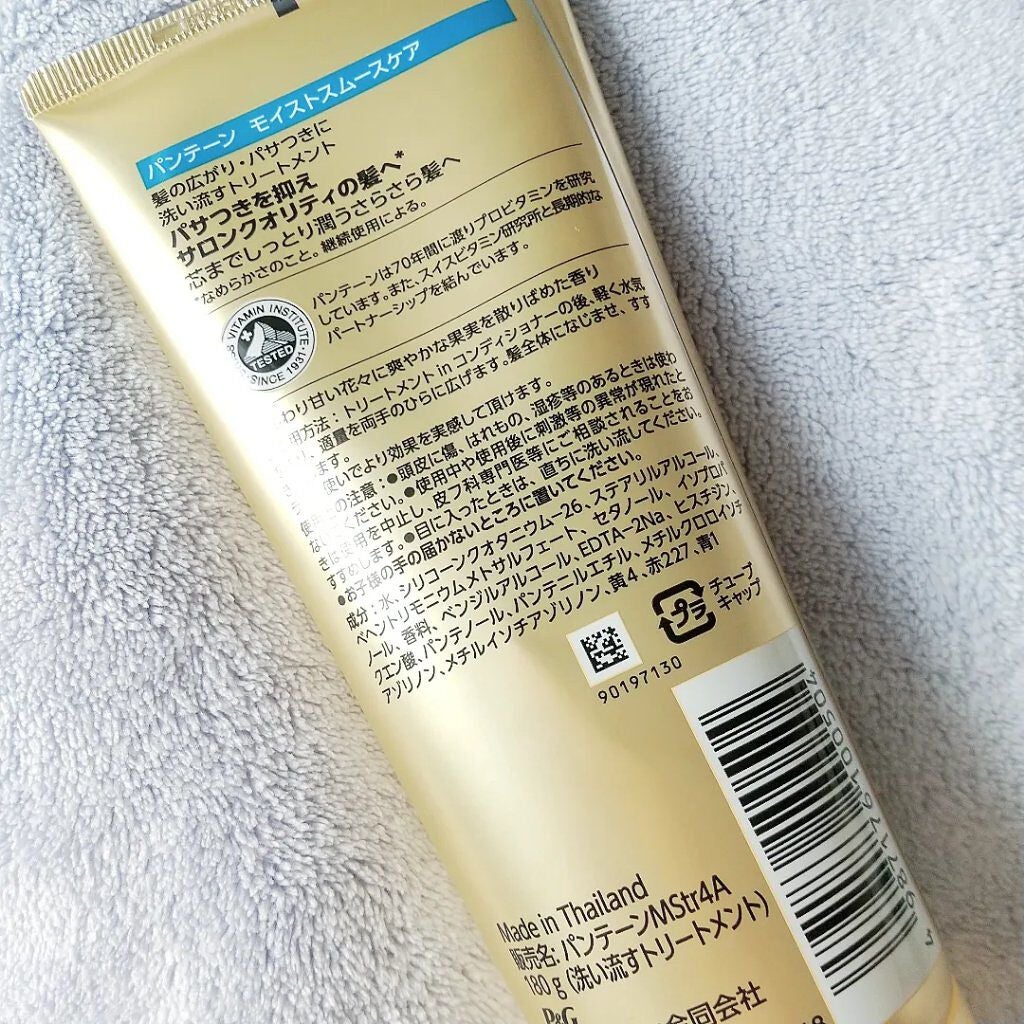 パンテーン モイストスムースケア
髪の広がり・パサつきに
洗い流すトリートメント
パサつきを抑え
サロンクォリティの髪へ*
芯までしっとり潤うさらさら髪へ
*なめらかさのこと。継続使用による。
パンテーンは70年間に渡りプロビタミンを研究
しています。また、スイスビタミン研究所と長期的な
パートナーシップを結んでいます。
VITAMIN INSTITUTE
TESTED
SINCE 1931
わり甘い花々に爽やかな果実を散りばめた香り
用方法：トリートメント in コンディショナーの後、軽く水気
、適量を両手のひらに広げます。髪全体になじませ、すす
ます。
使いでより効果を実感して頂けます。
の注意：●頭皮に傷、はれもの、湿疹等のあるときは使わ
ください。●使用中や使用後に刺激等の異常が現れたと
きは使用を中止し、皮フ科専門医等にご相談されることをお
すすめします。●目に入ったときは、直ちに洗い流してください。
●お子様の手の届かないところに置いてください。
成分：水、シリコーンクオタニウム-26、ステアリルアルコール、
ベヘントリモニウムメトサルフェート、セタノール、イソプロパ
ノール、香料、ベンジルアルコール、EDTA-2Na、ヒスチジン、
クエン酸、パンテノール、パンテニルエチル、メチルクロロイソチ
アゾリノン、メチルイソチアゾリノン、黄4、赤227、青1
プラ
チューブ
キャップ
90197130
Made in Thailand
販売名：パンテーンMStr4A
180 g (洗い流すトリートメント)
P&G
合同会社